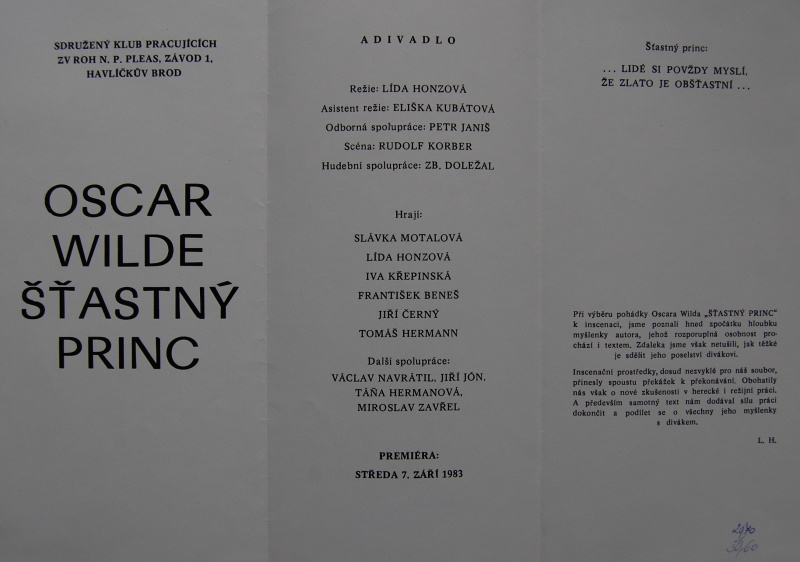 SDRUŽENÝ KLUB PRACUJÍCÍCH
ZV ROH N. P. PLEAS, ZÁVOD 1,
HAVLÍČKŮV BROD
OSCAR
WILDE
ŠŤASTNÝ
PRINC
ADIVADLO
Režie: LÍDA HONZOVÁ
Asistent režie: ELIŠKA KUBÁTOVÁ
Odborná spolupráce: PETR JANIŠ
Scéna: RUDOLF KORBER
Hudební spolupráce: ZB. DOLEŽAL
Hrají:
SLÁVKA MOTALOVÁ
LÍDA HONZOVÁ
IVA KŘEPINSKÁ
FRANTIŠEK BENEŠ
JIŘÍ ČERNÝ
TOMÁŠ HERMANN
Další spolupráce:
VÁCLAV NAVRÁTIL, JIŘÍ JÓN,
TÁŇA HERMANOVÁ,
MIROSLAV ZAVŘEL
PREMIÉRA:
STŘEDA 7. ZÁŘÍ 1983
Šťastný princ:
... LIDÉ SI POVŽDY MYSLÍ,
ŽE ZLATO JE OBŠŤASTNÍ ...
Při výběru pohádky Oscara Wilda „ŠŤASTNÝ PRINC"
k inscenaci, jsme poznali hned zpočátku hloubku
myšlenky autora, jehož rozporuplná osobnost pro-
chází i textem. Zdaleka jsme však netušili, jak těžké
je sdělit jeho poselství divákovi.
Inscenační prostředky, dosud nezvyklé pro náš soubor,
přinesly spoustu překážek k překonávání. Obohatily
nás však o nové zkušenosti v herecké i režijní práci.
A především samotný text nám dodával sílu práci
dokončit a podílet se o všechny jeho myšlenky
s divákem.
L. H.
2970
30/60